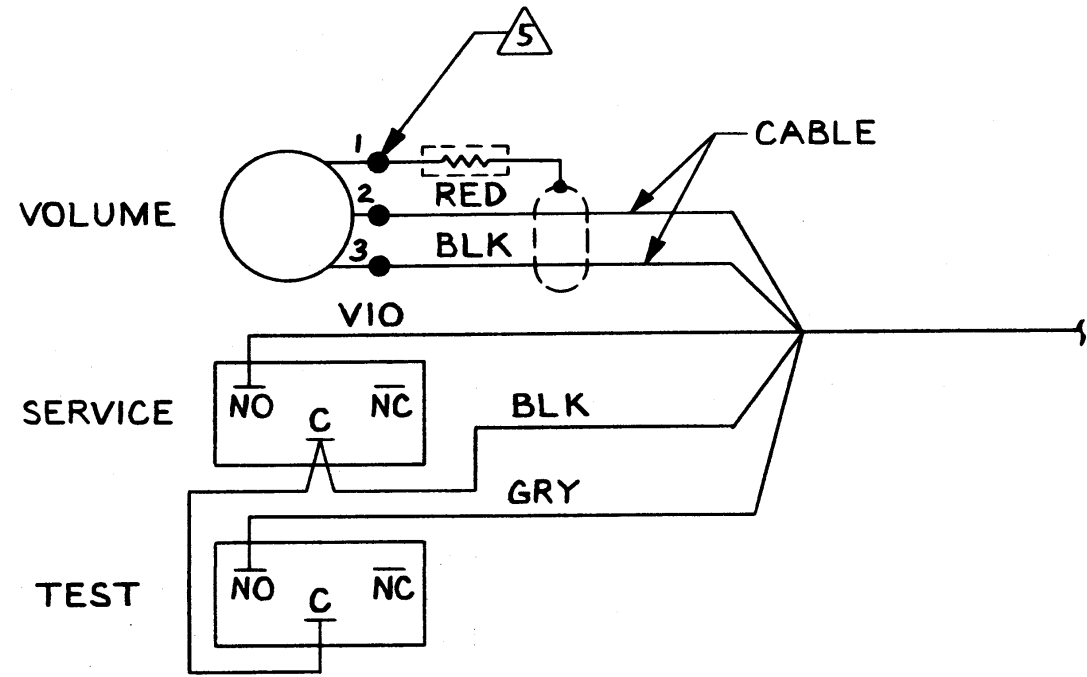 5
1
CABLE
2
RED
VOLUME
3
BLK
VIO
NO
NC
SERVICE
C
BLK
GRY
NO
NC
TEST
C